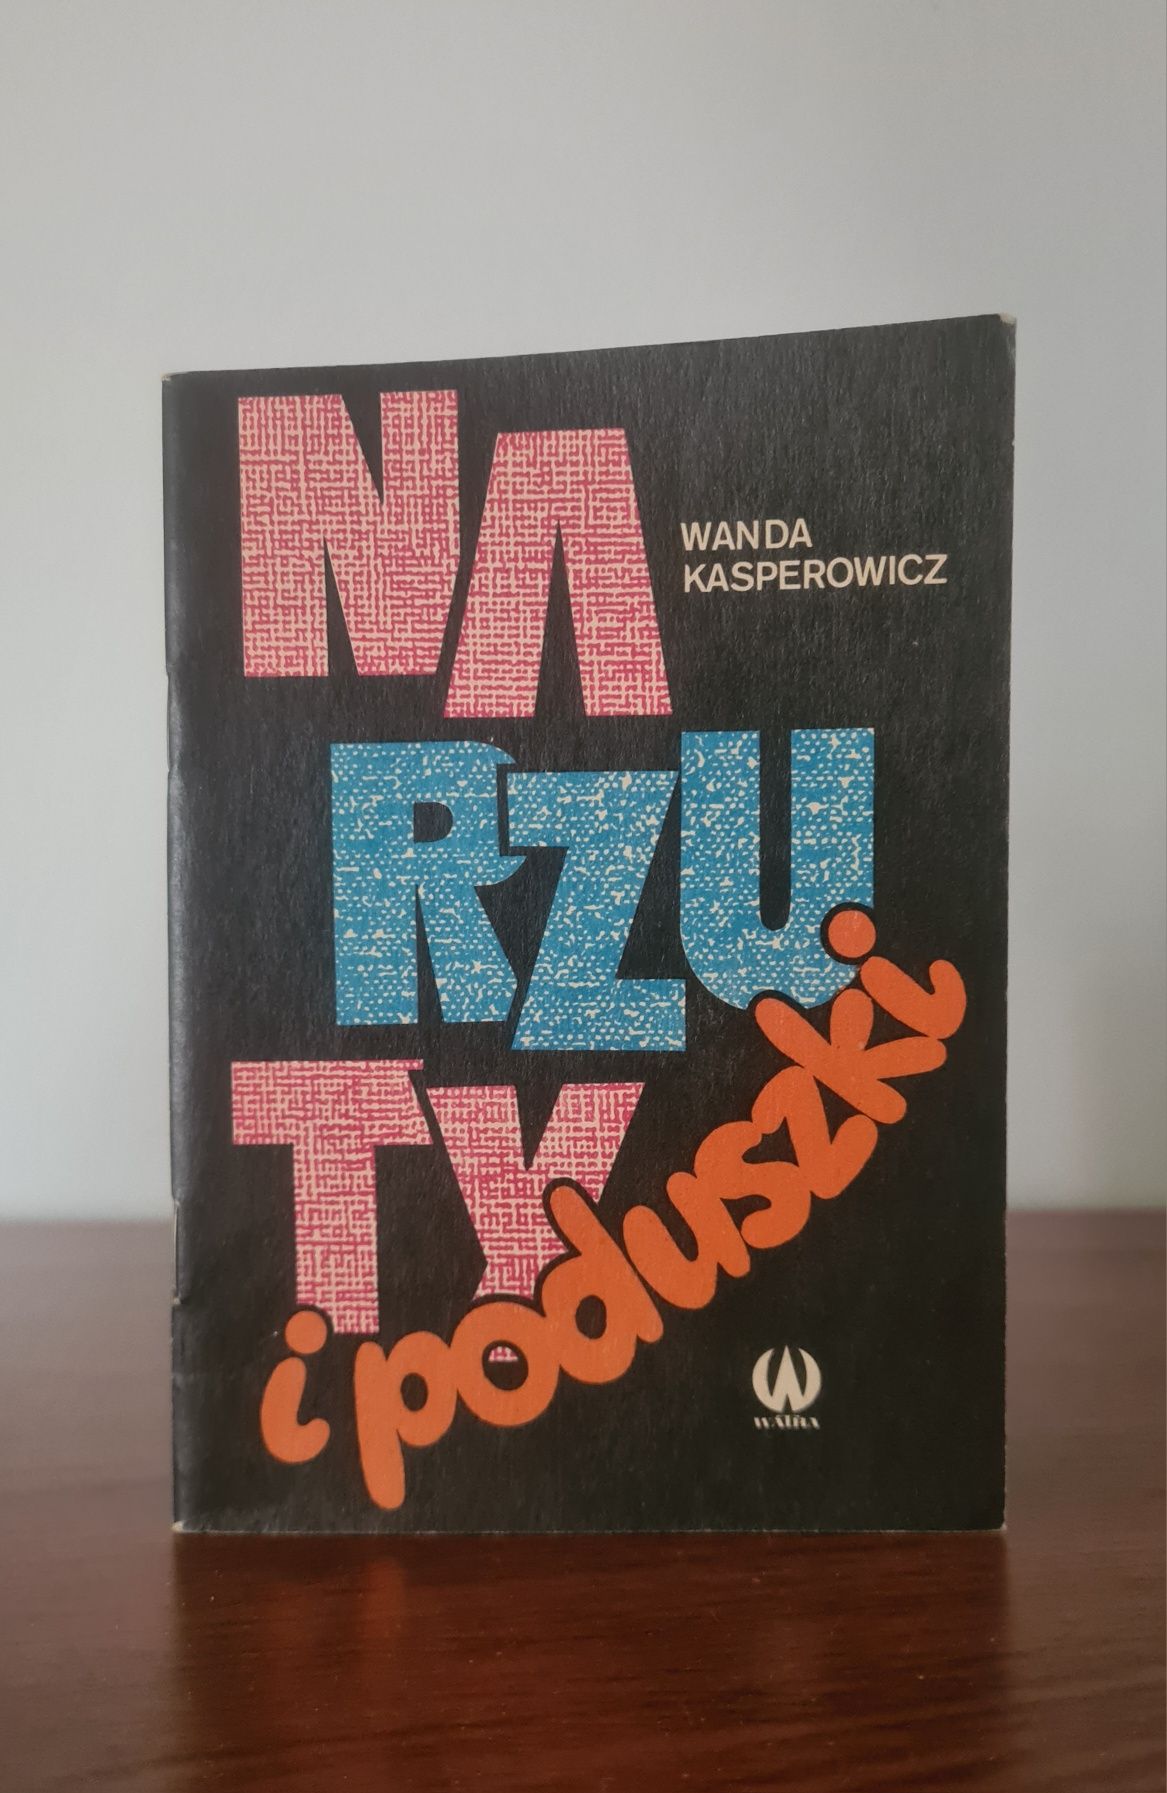 NA
WANDA
KASPEROWICZ
RZU
TY
i poduszki
W
WATRA